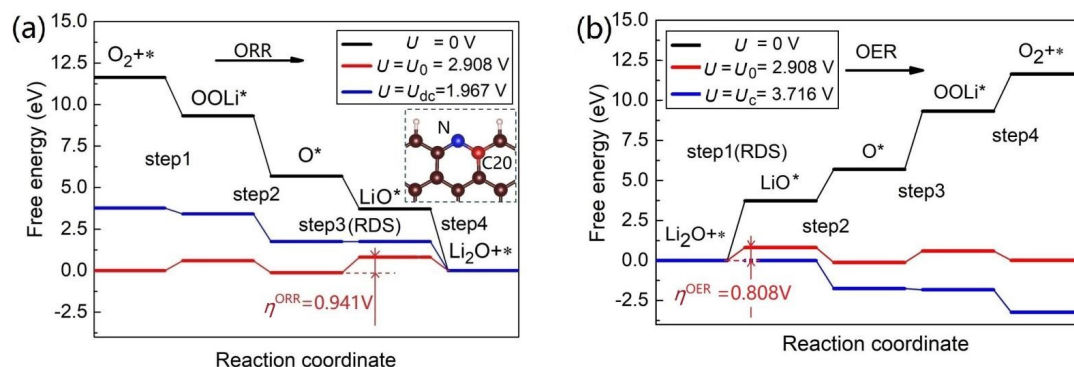 (a)
15.0
12.5
10.0
7.5
5.0
2.5
0.0
-2.5
Free energy (eV)
Reaction coordinate
O₂+*
ORR
U = 0 V
U = U₀ = 2.908 V
U = U_dc=1.967 V
OOLi*
N
C20
step1
O*
step2
LiO*
step3(RDS)
step4
Li₂O+*
η^ORR=0.941V
(b)
15.0
12.5
10.0
7.5
5.0
2.5
0.0
-2.5
Free energy (eV)
Reaction coordinate
U = 0 V
U = U₀ = 2.908 V
U = U_c = 3.716 V
OER
O₂+*
OOLi*
step4
step1(RDS)
O*
LiO*
step3
step2
Li₂O+*
η^OER=0.808V